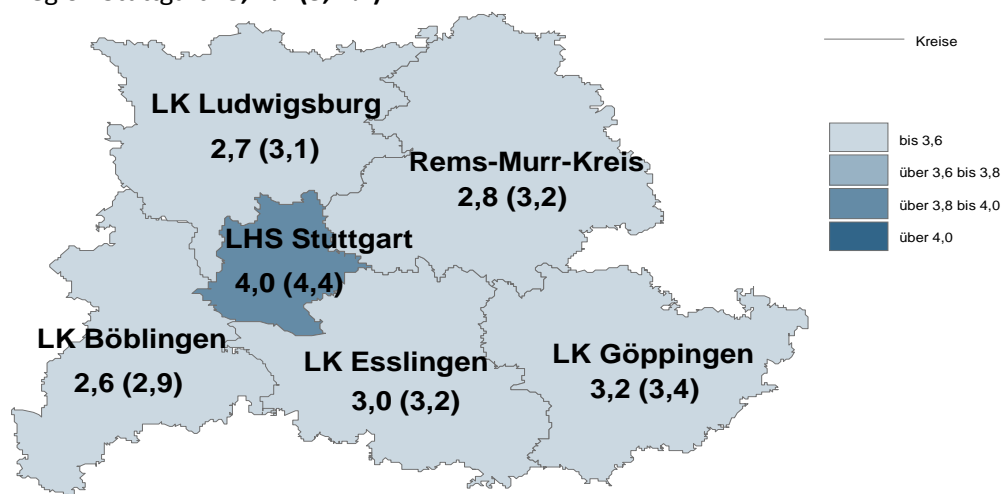 Kreise
LK Ludwigsburg
2,7 (3,1)
bis 3,6
über 3,6 bis 3,8
über 3,8 bis 4,0
über 4,0
Rems-Murr-Kreis
2,8 (3,2)
LHS Stuttgart
4,0 (4,4)
LK Böblingen
2,6 (2,9)
LK Esslingen
3,0 (3,2)
LK Göppingen
3,2 (3,4)